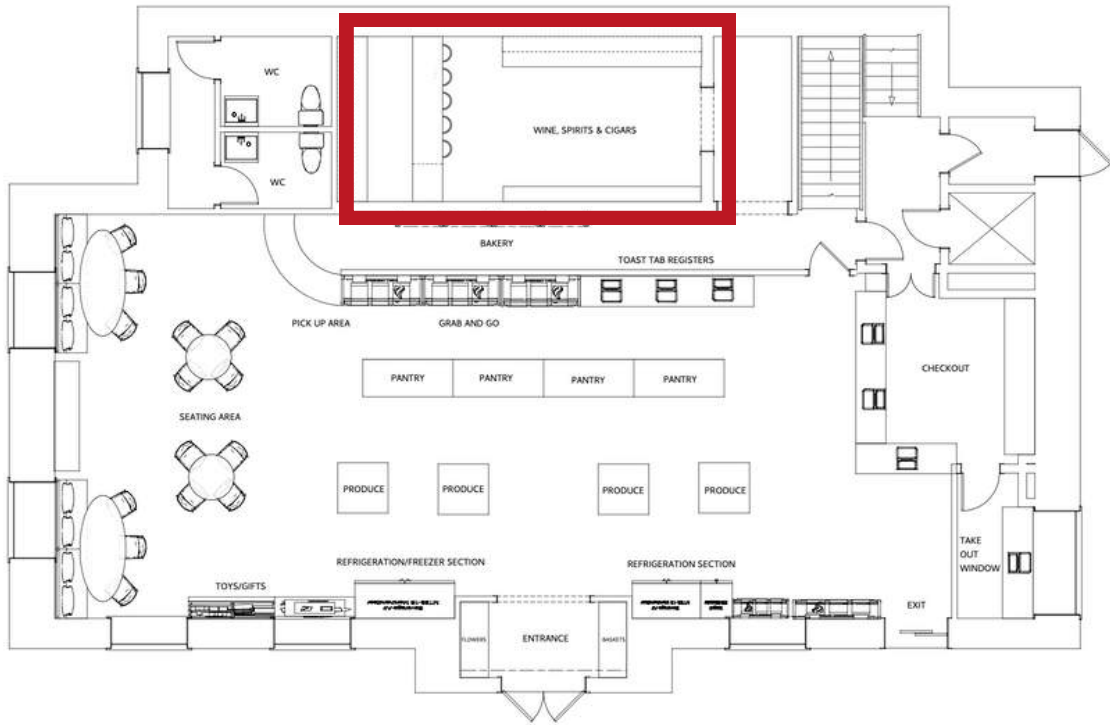 WC
WINE, SPIRITS & CIGARS
WC
BAKERY
TOAST TAB REGISTERS
PICK UP AREA
GRAB AND GO
PANTRY
PANTRY
PANTRY
PANTRY
CHECKOUT
SEATING AREA
PRODUCE
PRODUCE
PRODUCE
PRODUCE
TAKE
OUT
WINDOW
REFRIGERATION/FREEZER SECTION
REFRIGERATION SECTION
TOYS/GIFTS
EXIT
FLOWERS
ENTRANCE
BASKETS